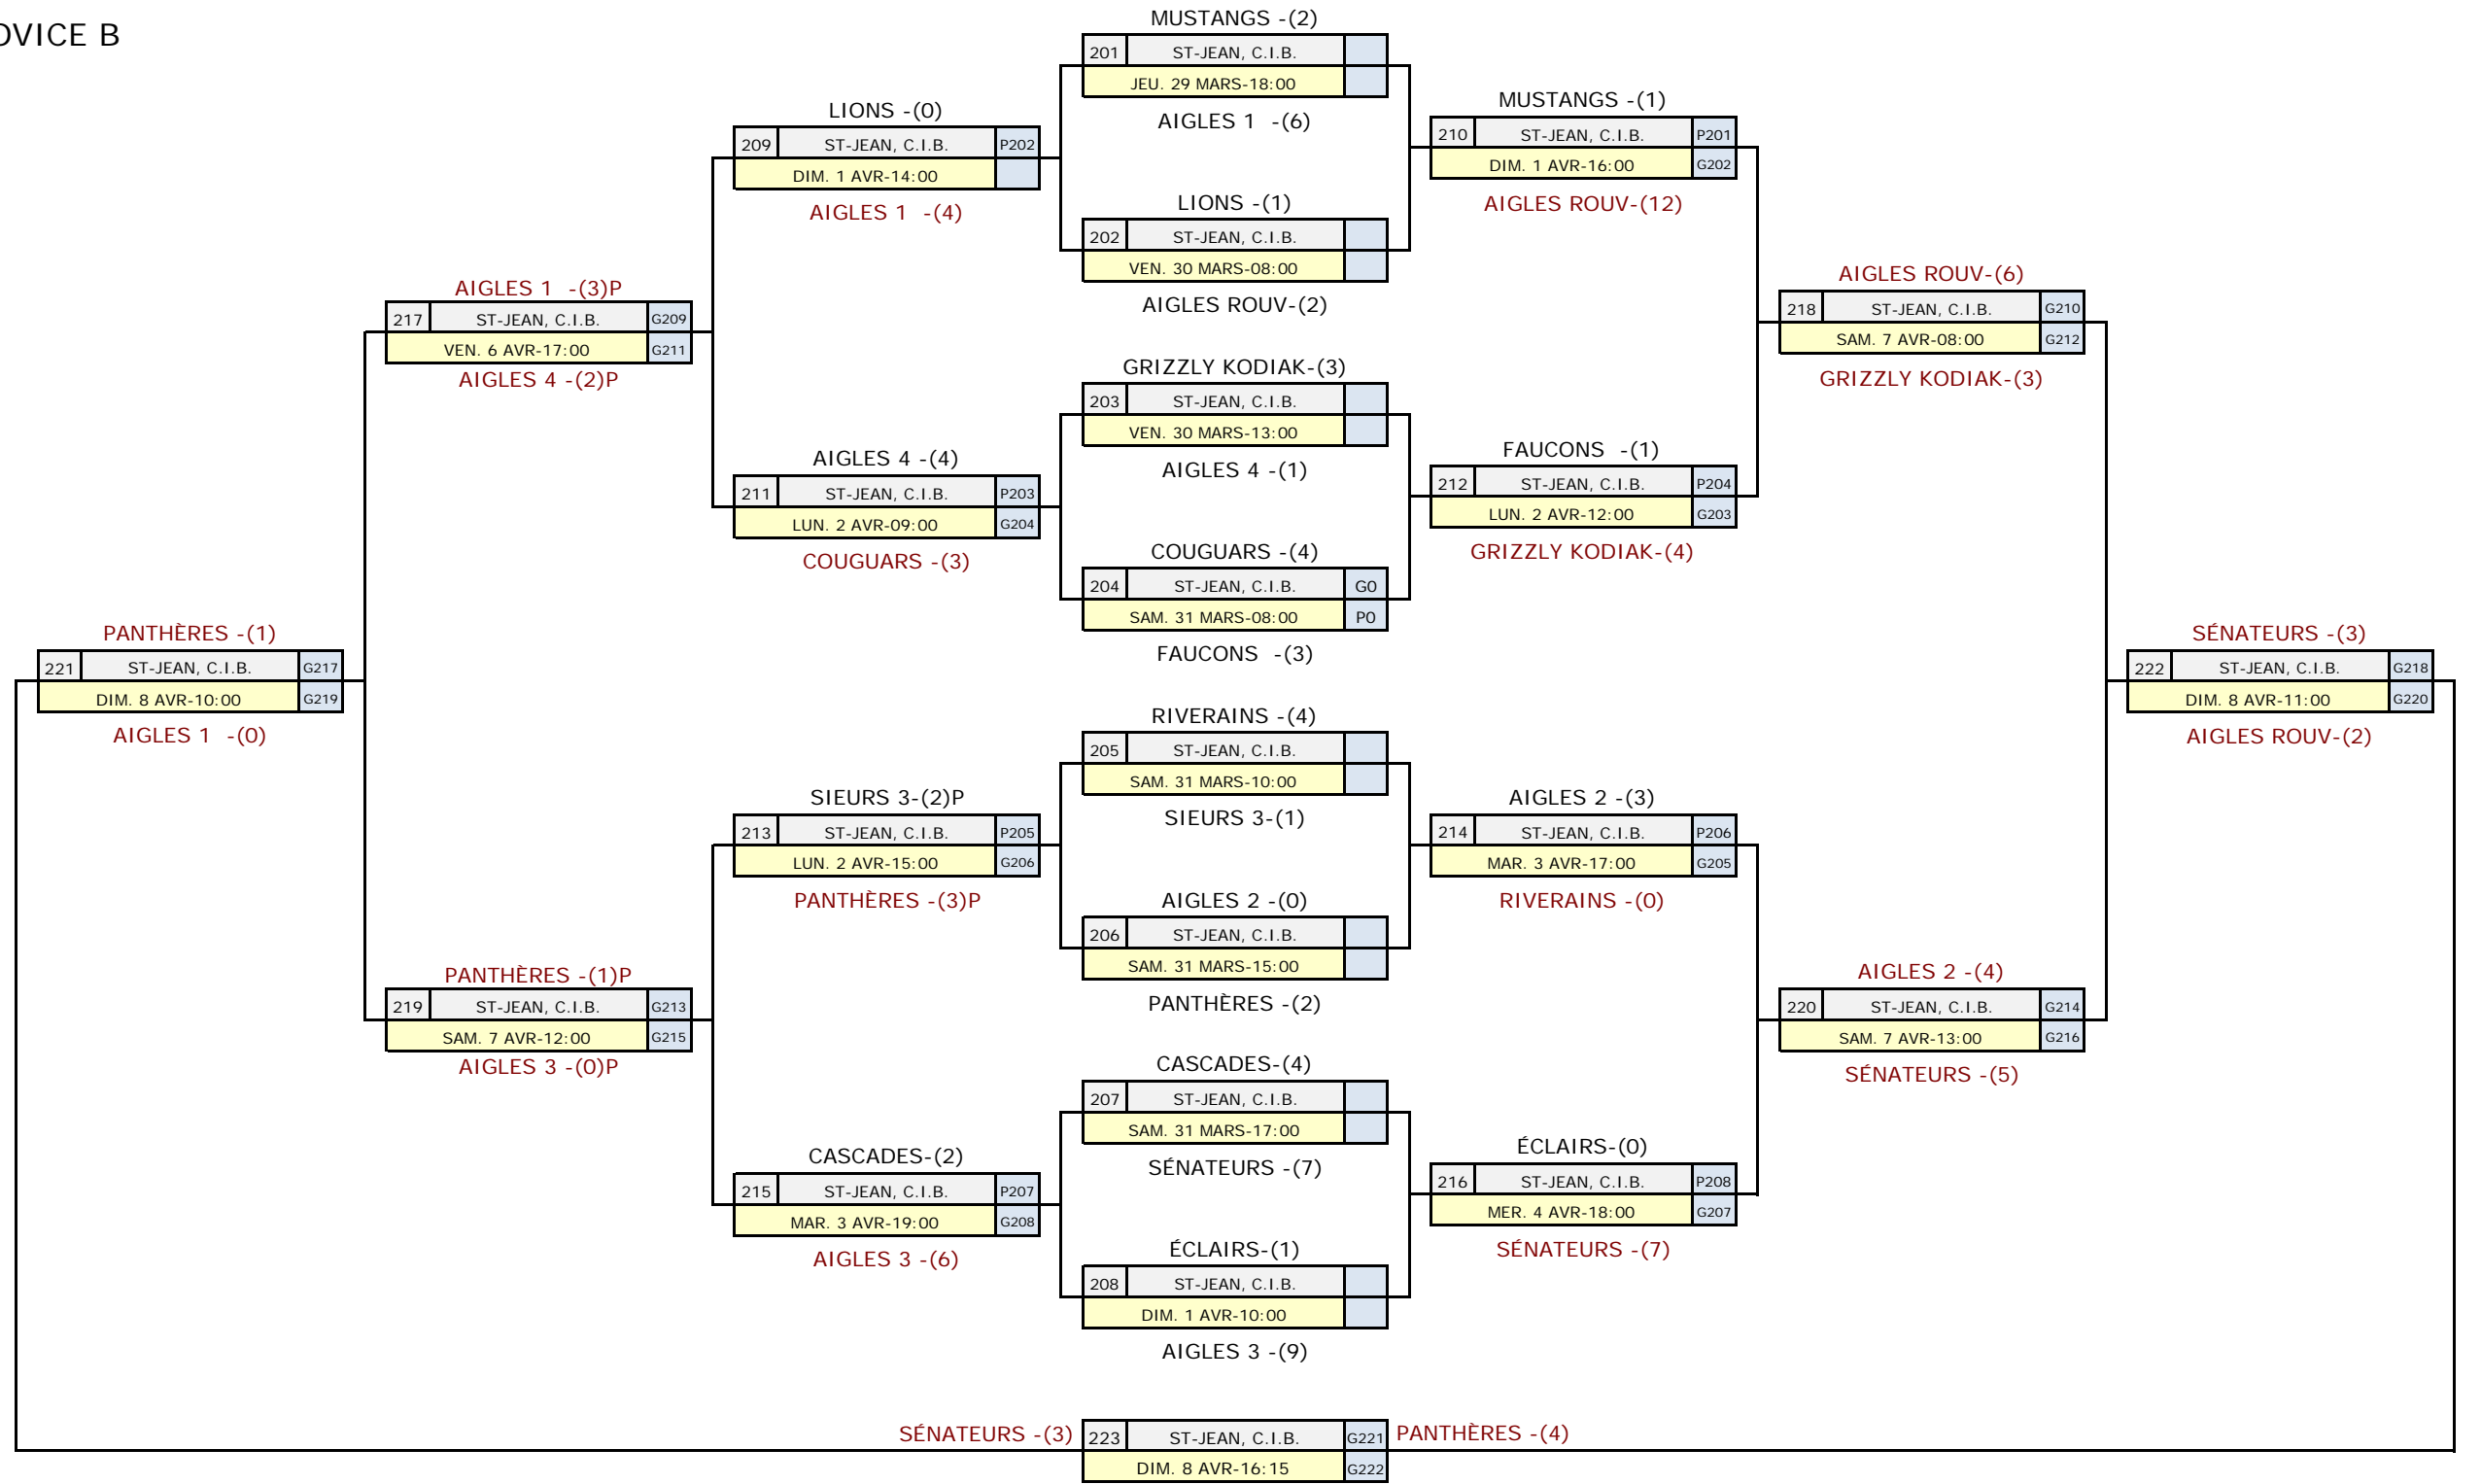 OVICE B
MUSTANGS -(2)
201 ST-JEAN, C.I.B.
JEU. 29 MARS-18:00
AIGLES 1 -(6)
LIONS -(1)
202 ST-JEAN, C.I.B.
VEN. 30 MARS-08:00
AIGLES ROUV-(2)
GRIZZLY KODIAK-(3)
203 ST-JEAN, C.I.B.
VEN. 30 MARS-13:00
AIGLES 4 -(1)
COUGUARS -(4)
204 ST-JEAN, C.I.B. G0
SAM. 31 MARS-08:00 P0
FAUCONS -(3)
RIVERAINS -(4)
205 ST-JEAN, C.I.B.
SAM. 31 MARS-10:00
SIEURS 3-(1)
AIGLES 2 -(0)
206 ST-JEAN, C.I.B.
SAM. 31 MARS-15:00
PANTHÈRES -(2)
CASCADES-(4)
207 ST-JEAN, C.I.B.
SAM. 31 MARS-17:00
SÉNATEURS -(7)
ÉCLAIRS-(1)
208 ST-JEAN, C.I.B.
DIM. 1 AVR-10:00
AIGLES 3 -(9)
LIONS -(0)
209 ST-JEAN, C.I.B. P202
DIM. 1 AVR-14:00
AIGLES 1 -(4)
AIGLES 4 -(4)
211 ST-JEAN, C.I.B. P203
LUN. 2 AVR-09:00 G204
COUGUARS -(3)
SIEURS 3-(2)P
213 ST-JEAN, C.I.B. P205
LUN. 2 AVR-15:00 G206
PANTHÈRES -(3)P
CASCADES-(2)
215 ST-JEAN, C.I.B. P207
MAR. 3 AVR-19:00 G208
AIGLES 3 -(6)
MUSTANGS -(1)
210 ST-JEAN, C.I.B. P201
DIM. 1 AVR-16:00 G202
AIGLES ROUV-(12)
FAUCONS -(1)
212 ST-JEAN, C.I.B. P204
LUN. 2 AVR-12:00 G203
GRIZZLY KODIAK-(4)
AIGLES 2 -(3)
214 ST-JEAN, C.I.B. P206
MAR. 3 AVR-17:00 G205
RIVERAINS -(0)
ÉCLAIRS-(0)
216 ST-JEAN, C.I.B. P208
MER. 4 AVR-18:00 G207
SÉNATEURS -(7)
AIGLES 1 -(3)P
217 ST-JEAN, C.I.B. G209
VEN. 6 AVR-17:00 G211
AIGLES 4 -(2)P
PANTHÈRES -(1)P
219 ST-JEAN, C.I.B. G213
SAM. 7 AVR-12:00 G215
AIGLES 3 -(0)P
AIGLES ROUV-(6)
218 ST-JEAN, C.I.B. G210
SAM. 7 AVR-08:00 G212
GRIZZLY KODIAK-(3)
AIGLES 2 -(4)
220 ST-JEAN, C.I.B. G214
SAM. 7 AVR-13:00 G216
SÉNATEURS -(5)
PANTHÈRES -(1)
221 ST-JEAN, C.I.B. G217
DIM. 8 AVR-10:00 G219
AIGLES 1 -(0)
SÉNATEURS -(3)
222 ST-JEAN, C.I.B. G218
DIM. 8 AVR-11:00 G220
AIGLES ROUV-(2)
SÉNATEURS -(3) 223 ST-JEAN, C.I.B. G221 PANTHÈRES -(4)
DIM. 8 AVR-16:15 G222